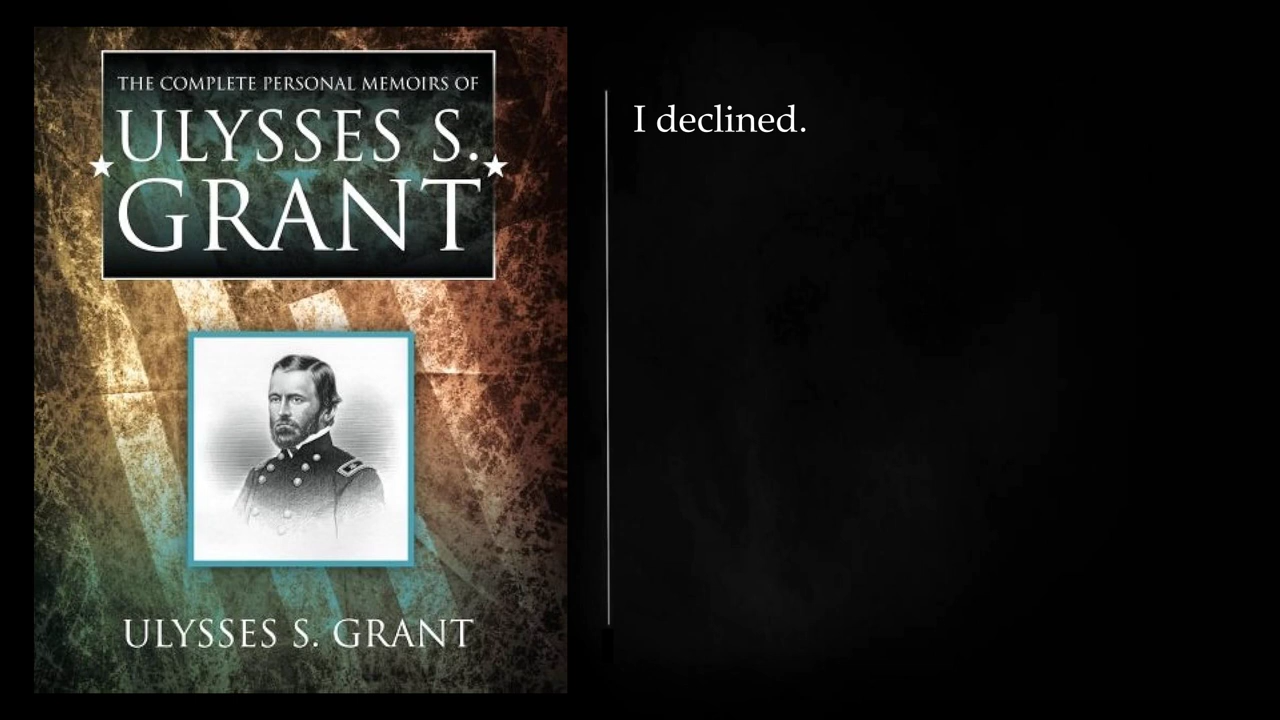 THE COMPLETE PERSONAL MEMOIRS OF
ULYSSES S.
GRANT
ULYSSES S. GRANT
I declined.